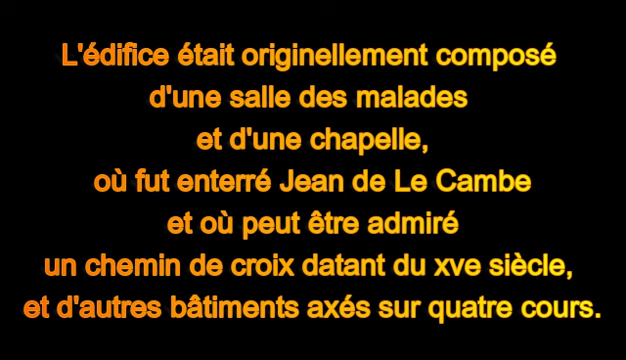 L'édifice était originellement composé
d'une salle des malades
et d'une chapelle,
où fut enterré Jean de Le Cambe
et où peut être admiré
un chemin de croix datant du xve siècle,
et d'autres bâtiments axés sur quatre cours.